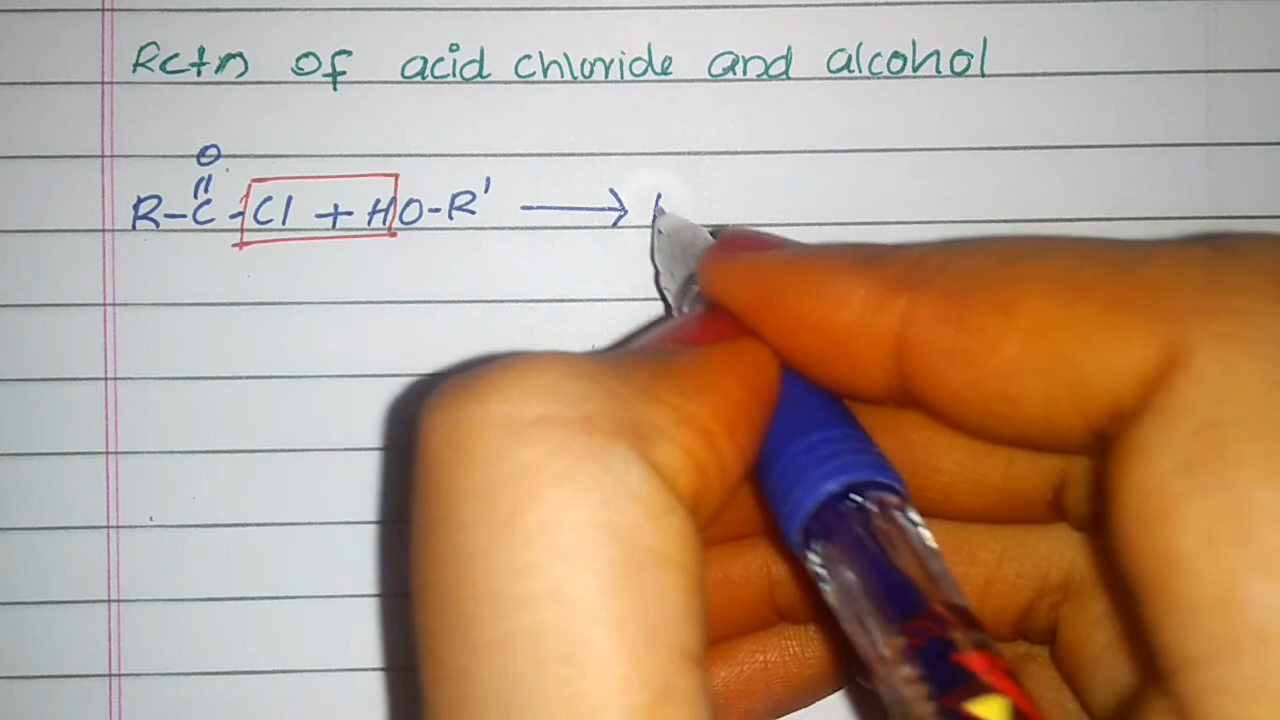 Rctn of acid chloride and alcohol
O
R-C-Cl + HO-R' ⟶